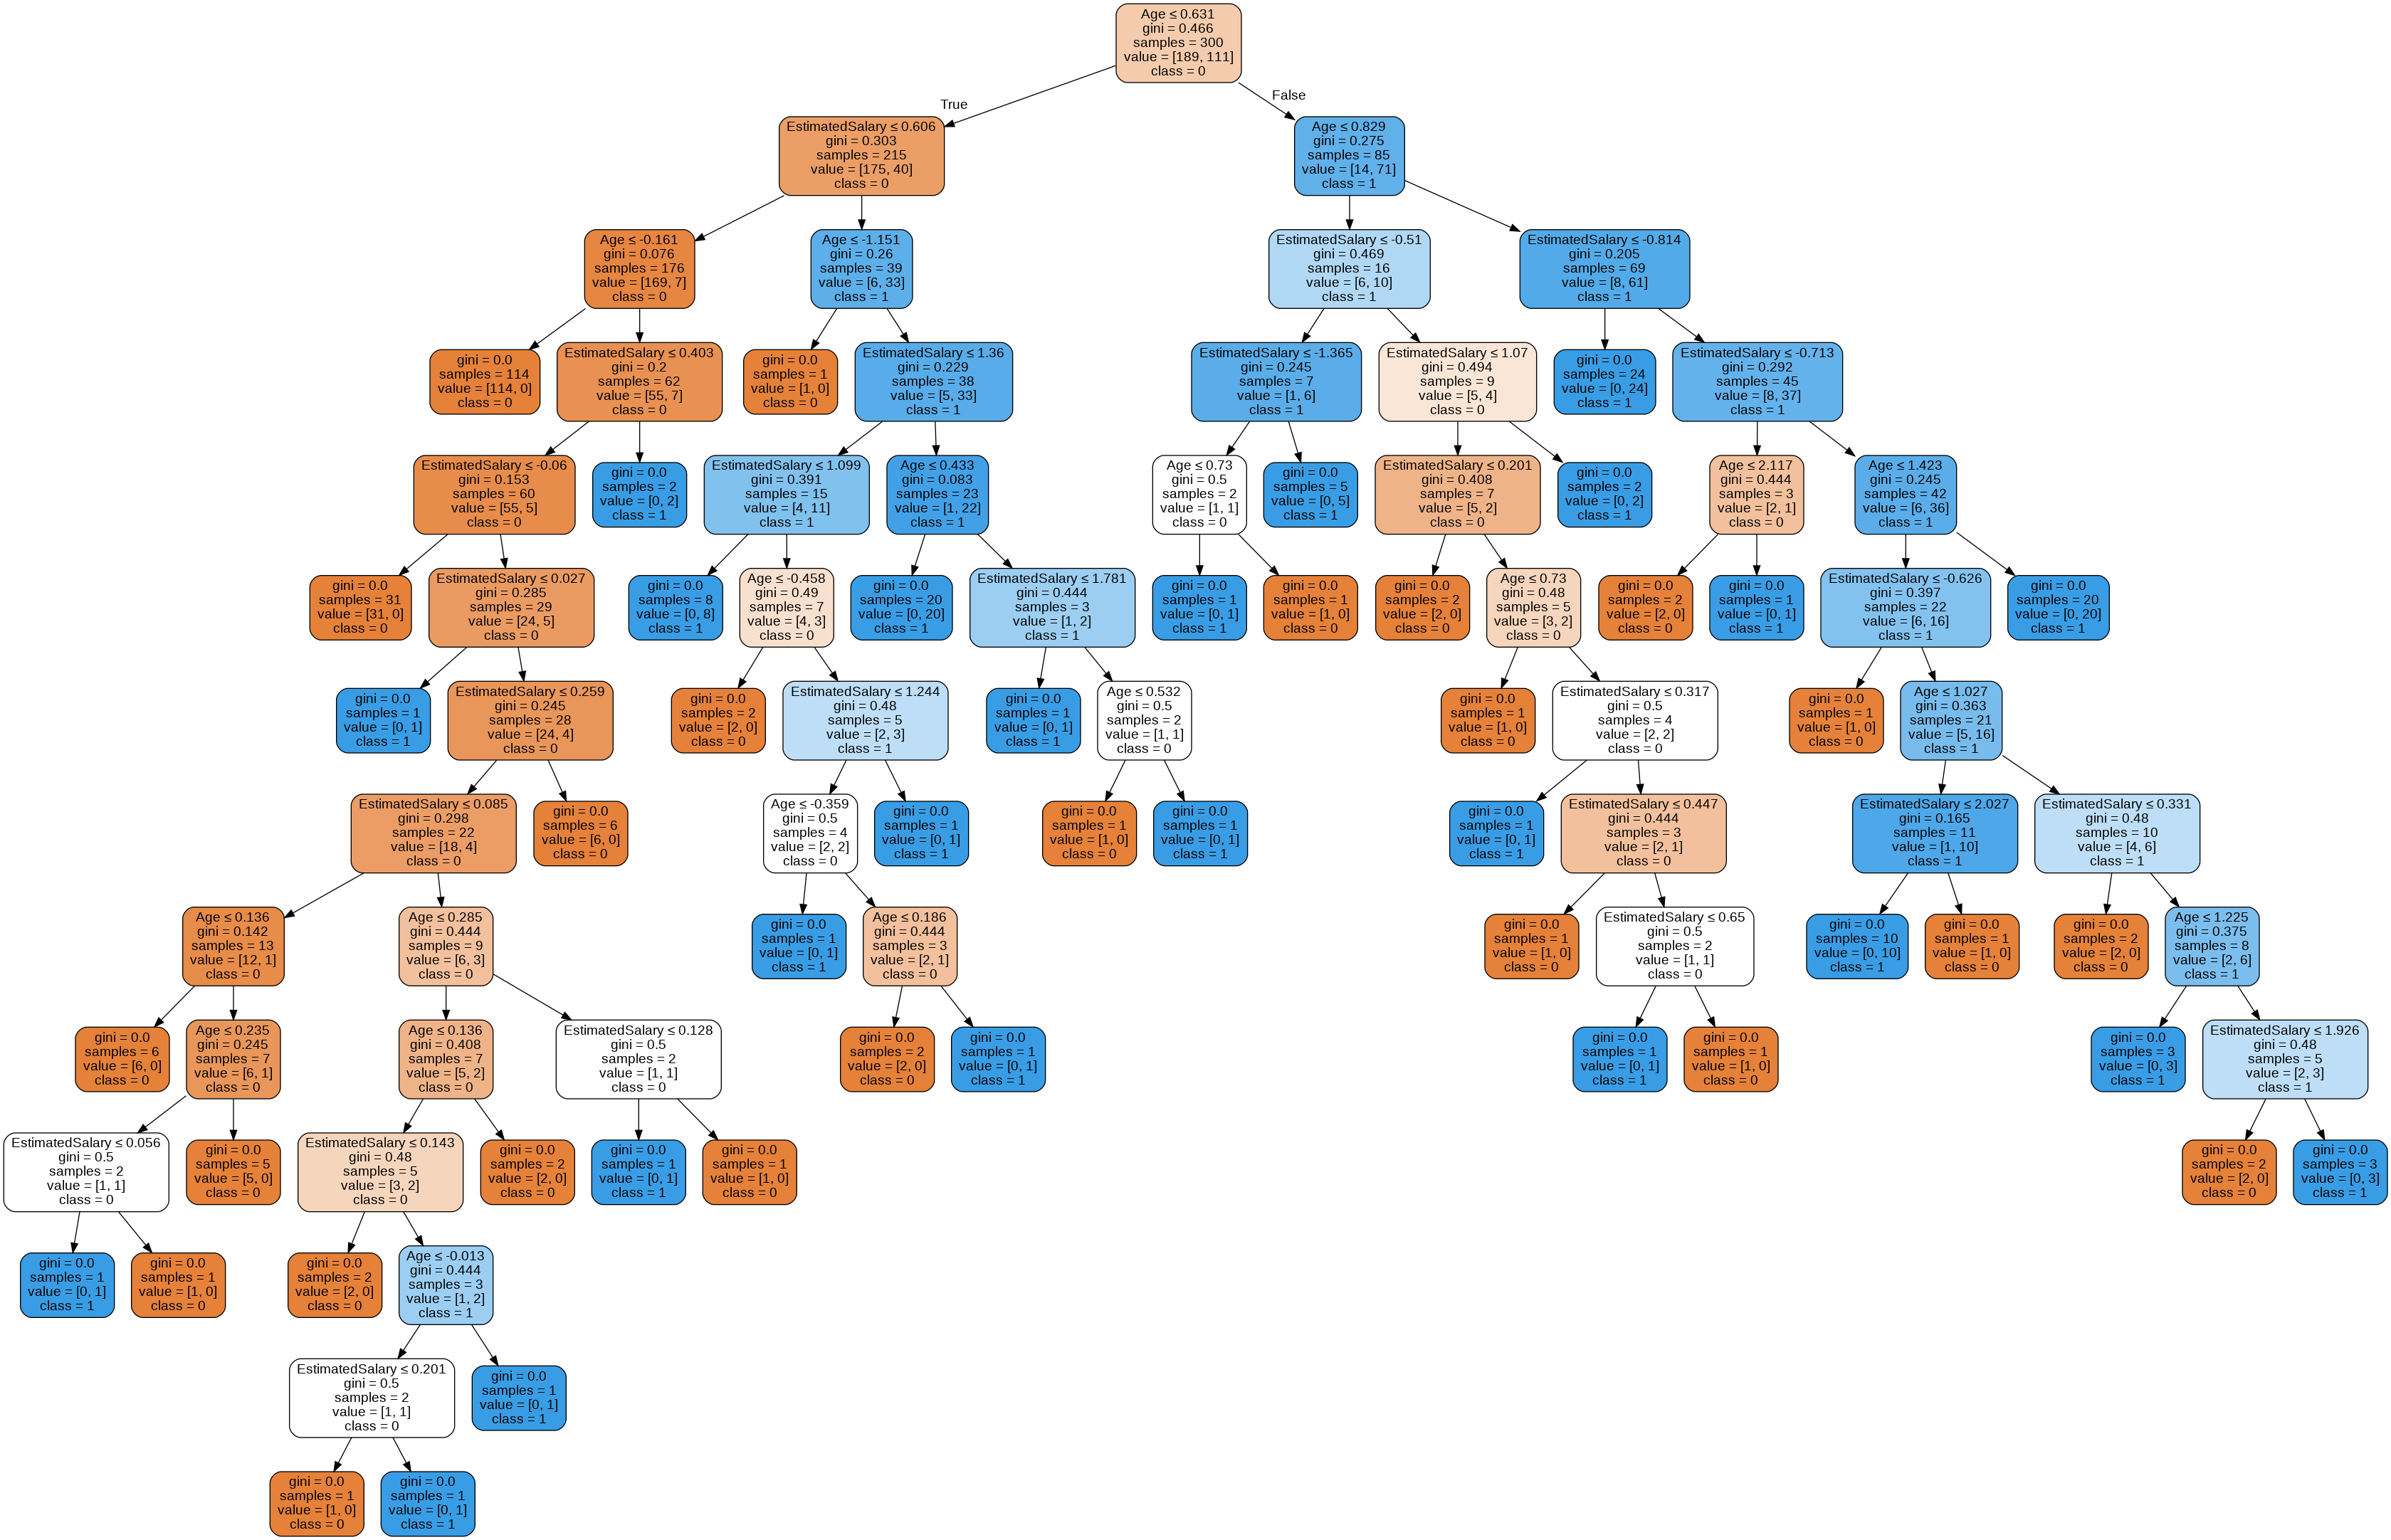 Age ≤ 0.631
gini = 0.466
samples = 300
value = [189, 111]
class = 0
True
False
EstimatedSalary ≤ 0.606
gini = 0.303
samples = 215
value = [175, 40]
class = 0
Age ≤ 0.829
gini = 0.275
samples = 85
value = [14, 71]
class = 1
Age ≤ -0.161
gini = 0.076
samples = 176
value = [169, 7]
class = 0
Age ≤ -1.151
gini = 0.26
samples = 39
value = [6, 33]
class = 1
EstimatedSalary ≤ -0.51
gini = 0.469
samples = 16
value = [6, 10]
class = 1
EstimatedSalary ≤ -0.814
gini = 0.205
samples = 69
value = [8, 61]
class = 1
gini = 0.0
samples = 114
value = [114, 0]
class = 0
EstimatedSalary ≤ 0.403
gini = 0.2
samples = 62
value = [55, 7]
class = 0
gini = 0.0
samples = 1
value = [1, 0]
class = 0
EstimatedSalary ≤ 1.36
gini = 0.229
samples = 38
value = [5, 33]
class = 1
EstimatedSalary ≤ -1.365
gini = 0.245
samples = 7
value = [1, 6]
class = 1
EstimatedSalary ≤ 1.07
gini = 0.494
samples = 9
value = [5, 4]
class = 0
gini = 0.0
samples = 24
value = [0, 24]
class = 1
EstimatedSalary ≤ -0.713
gini = 0.292
samples = 45
value = [8, 37]
class = 1
EstimatedSalary ≤ -0.06
gini = 0.153
samples = 60
value = [55, 5]
class = 0
gini = 0.0
samples = 2
value = [0, 2]
class = 1
EstimatedSalary ≤ 1.099
gini = 0.391
samples = 15
value = [4, 11]
class = 1
Age ≤ 0.433
gini = 0.083
samples = 23
value = [1, 22]
class = 1
Age ≤ 0.73
gini = 0.5
samples = 2
value = [1, 1]
class = 0
gini = 0.0
samples = 5
value = [0, 5]
class = 1
EstimatedSalary ≤ 0.201
gini = 0.408
samples = 7
value = [5, 2]
class = 0
gini = 0.0
samples = 2
value = [0, 2]
class = 1
Age ≤ 2.117
gini = 0.444
samples = 3
value = [2, 1]
class = 0
Age ≤ 1.423
gini = 0.245
samples = 42
value = [6, 36]
class = 1
gini = 0.0
samples = 31
value = [31, 0]
class = 0
EstimatedSalary ≤ 0.027
gini = 0.285
samples = 29
value = [24, 5]
class = 0
gini = 0.0
samples = 8
value = [0, 8]
class = 1
Age ≤ -0.458
gini = 0.49
samples = 7
value = [4, 3]
class = 0
gini = 0.0
samples = 20
value = [0, 20]
class = 1
EstimatedSalary ≤ 1.781
gini = 0.444
samples = 3
value = [1, 2]
class = 1
gini = 0.0
samples = 1
value = [0, 1]
class = 1
gini = 0.0
samples = 1
value = [1, 0]
class = 0
gini = 0.0
samples = 2
value = [2, 0]
class = 0
Age ≤ 0.73
gini = 0.48
samples = 5
value = [3, 2]
class = 0
gini = 0.0
samples = 2
value = [2, 0]
class = 0
gini = 0.0
samples = 1
value = [0, 1]
class = 1
EstimatedSalary ≤ -0.626
gini = 0.397
samples = 22
value = [6, 16]
class = 1
gini = 0.0
samples = 20
value = [0, 20]
class = 1
gini = 0.0
samples = 1
value = [0, 1]
class = 1
EstimatedSalary ≤ 0.259
gini = 0.245
samples = 28
value = [24, 4]
class = 0
gini = 0.0
samples = 2
value = [2, 0]
class = 0
EstimatedSalary ≤ 1.244
gini = 0.48
samples = 5
value = [2, 3]
class = 1
gini = 0.0
samples = 1
value = [0, 1]
class = 1
Age ≤ 0.532
gini = 0.5
samples = 2
value = [1, 1]
class = 0
gini = 0.0
samples = 1
value = [1, 0]
class = 0
EstimatedSalary ≤ 0.317
gini = 0.5
samples = 4
value = [2, 2]
class = 0
gini = 0.0
samples = 1
value = [1, 0]
class = 0
Age ≤ 1.027
gini = 0.363
samples = 21
value = [5, 16]
class = 1
EstimatedSalary ≤ 0.085
gini = 0.298
samples = 22
value = [18, 4]
class = 0
gini = 0.0
samples = 6
value = [6, 0]
class = 0
Age ≤ -0.359
gini = 0.5
samples = 4
value = [2, 2]
class = 0
gini = 0.0
samples = 1
value = [0, 1]
class = 1
gini = 0.0
samples = 1
value = [1, 0]
class = 0
gini = 0.0
samples = 1
value = [0, 1]
class = 1
gini = 0.0
samples = 1
value = [0, 1]
class = 1
EstimatedSalary ≤ 0.447
gini = 0.444
samples = 3
value = [2, 1]
class = 0
EstimatedSalary ≤ 2.027
gini = 0.165
samples = 11
value = [1, 10]
class = 1
EstimatedSalary ≤ 0.331
gini = 0.48
samples = 10
value = [4, 6]
class = 1
Age ≤ 0.136
gini = 0.142
samples = 13
value = [12, 1]
class = 0
Age ≤ 0.285
gini = 0.444
samples = 9
value = [6, 3]
class = 0
gini = 0.0
samples = 1
value = [0, 1]
class = 1
Age ≤ 0.186
gini = 0.444
samples = 3
value = [2, 1]
class = 0
gini = 0.0
samples = 1
value = [1, 0]
class = 0
EstimatedSalary ≤ 0.65
gini = 0.5
samples = 2
value = [1, 1]
class = 0
gini = 0.0
samples = 10
value = [0, 10]
class = 1
gini = 0.0
samples = 1
value = [1, 0]
class = 0
gini = 0.0
samples = 2
value = [2, 0]
class = 0
Age ≤ 1.225
gini = 0.375
samples = 8
value = [2, 6]
class = 1
gini = 0.0
samples = 6
value = [6, 0]
class = 0
Age ≤ 0.235
gini = 0.245
samples = 7
value = [6, 1]
class = 0
Age ≤ 0.136
gini = 0.408
samples = 7
value = [5, 2]
class = 0
EstimatedSalary ≤ 0.128
gini = 0.5
samples = 2
value = [1, 1]
class = 0
gini = 0.0
samples = 2
value = [2, 0]
class = 0
gini = 0.0
samples = 1
value = [0, 1]
class = 1
gini = 0.0
samples = 1
value = [0, 1]
class = 1
gini = 0.0
samples = 1
value = [1, 0]
class = 0
gini = 0.0
samples = 3
value = [0, 3]
class = 1
EstimatedSalary ≤ 1.926
gini = 0.48
samples = 5
value = [2, 3]
class = 1
EstimatedSalary ≤ 0.056
gini = 0.5
samples = 2
value = [1, 1]
class = 0
gini = 0.0
samples = 5
value = [5, 0]
class = 0
EstimatedSalary ≤ 0.143
gini = 0.48
samples = 5
value = [3, 2]
class = 0
gini = 0.0
samples = 2
value = [2, 0]
class = 0
gini = 0.0
samples = 1
value = [0, 1]
class = 1
gini = 0.0
samples = 1
value = [1, 0]
class = 0
gini = 0.0
samples = 2
value = [2, 0]
class = 0
gini = 0.0
samples = 3
value = [0, 3]
class = 1
gini = 0.0
samples = 1
value = [0, 1]
class = 1
gini = 0.0
samples = 1
value = [1, 0]
class = 0
gini = 0.0
samples = 2
value = [2, 0]
class = 0
Age ≤ -0.013
gini = 0.444
samples = 3
value = [1, 2]
class = 1
EstimatedSalary ≤ 0.201
gini = 0.5
samples = 2
value = [1, 1]
class = 0
gini = 0.0
samples = 1
value = [0, 1]
class = 1
gini = 0.0
samples = 1
value = [1, 0]
class = 0
gini = 0.0
samples = 1
value = [0, 1]
class = 1